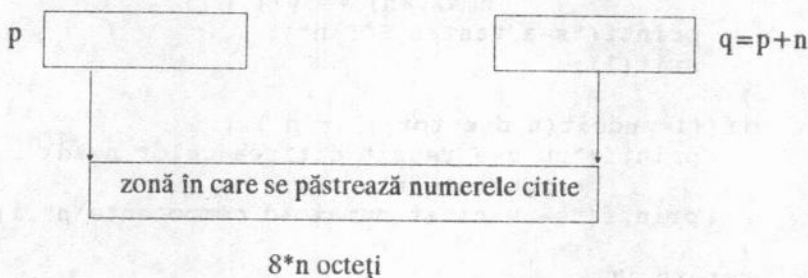 p
q=p+n
zonă în care se păstrează numerele citite
8*n octeţi